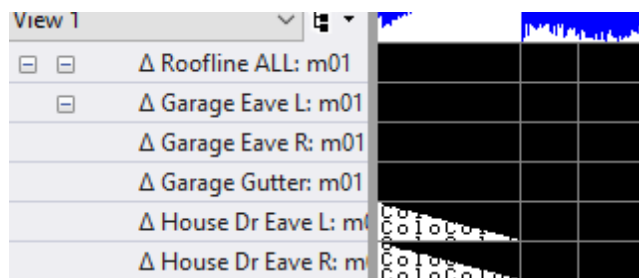 View 1
Δ Roofline ALL: m01
Δ Garage Eave L: m01
Δ Garage Eave R: m01
Δ Garage Gutter: m01
Δ House Dr Eave L: m
Δ House Dr Eave R: m